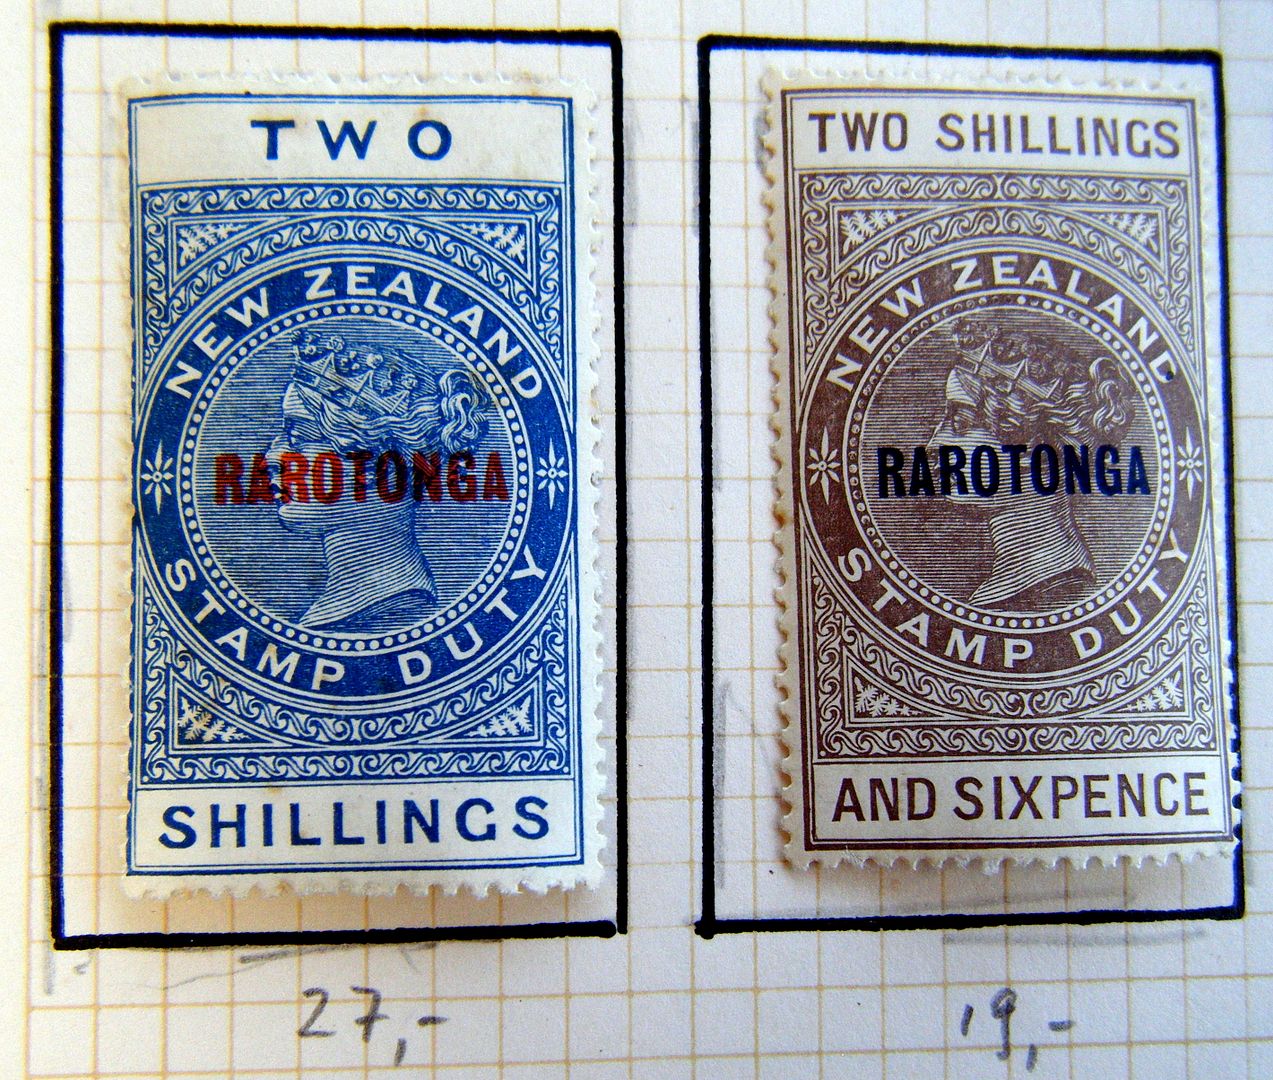 TWO
NEW ZEALAND
RAROTONGA
STAMP DUTY
SHILLINGS
27,-
TWO SHILLINGS
NEW ZEALAND
RAROTONGA
STAMP DUTY
AND SIXPENCE
19,-